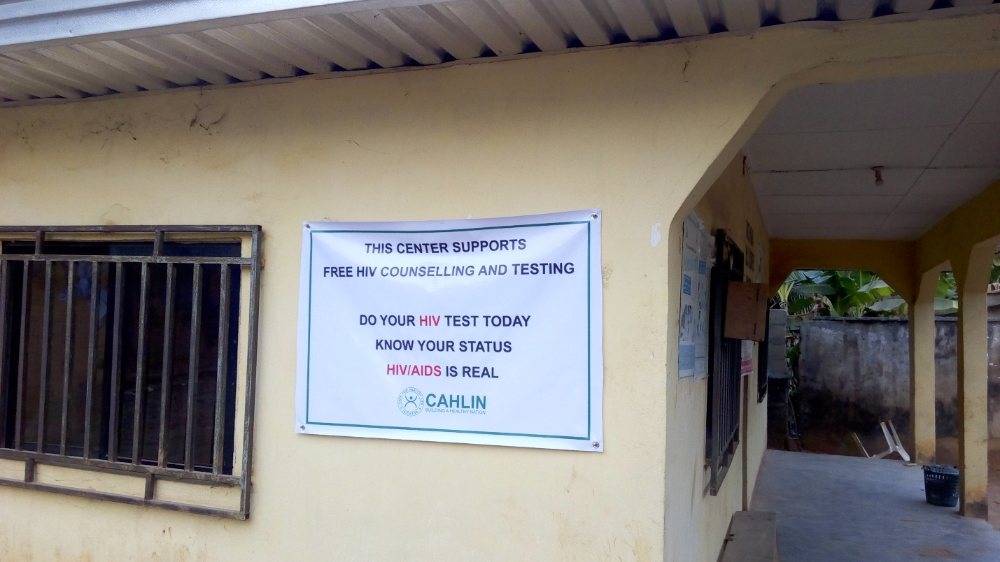 THIS CENTER SUPPORTS
FREE HIV COUNSELLING AND TESTING
DO YOUR HIV TEST TODAY
KNOW YOUR STATUS
HIV/AIDS IS REAL
CAHLIN
BUILDING A HEALTHY NATION
INITIATIVE